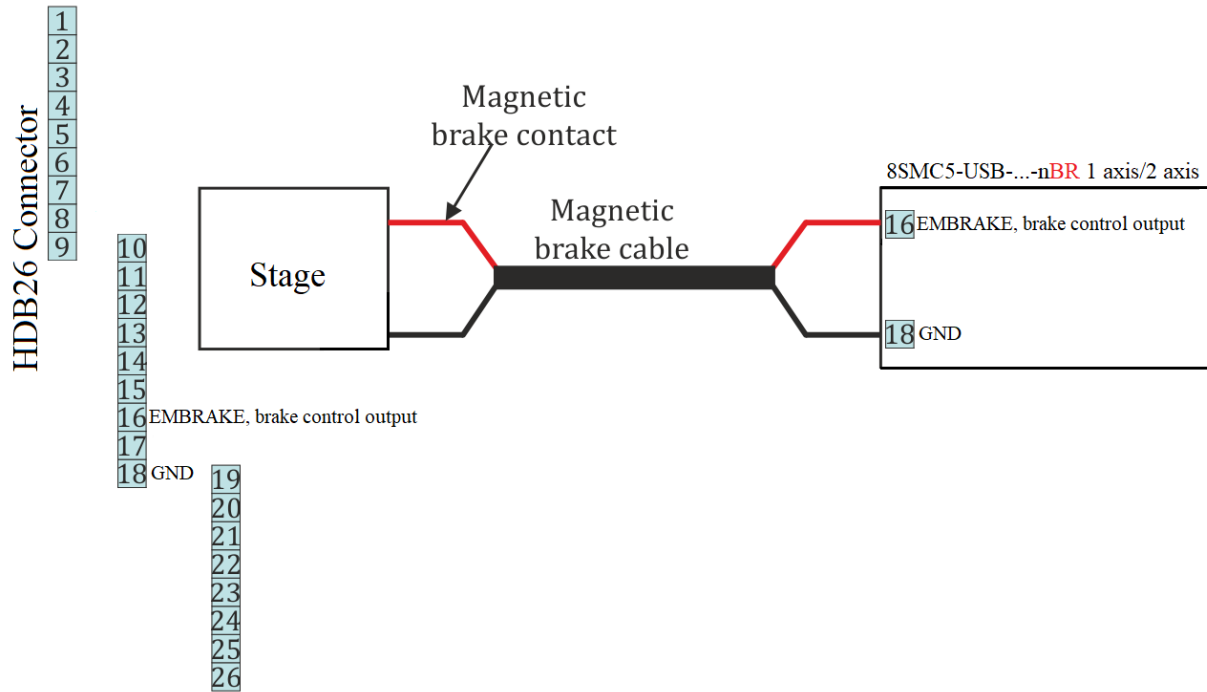 HDB26 Connector
1
2
3
4
5
6
7
8
9
10
11
12
13
14
15
16 EMBRAKE, brake control output
17
18 GND
19
20
21
22
23
24
25
26
Magnetic
brake contact
Stage
Magnetic
brake cable
8SMC5-USB-...-nBR 1 axis/2 axis
16 EMBRAKE, brake control output
18 GND